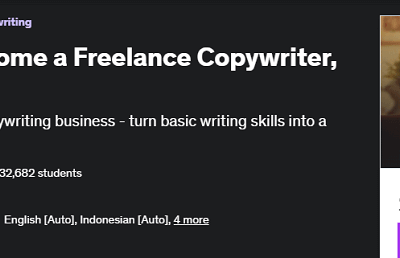 writing
ome a Freelance Copywriter,
ywriting business - turn basic writing skills into a
32,682 students
English [Auto], Indonesian [Auto], 4 more